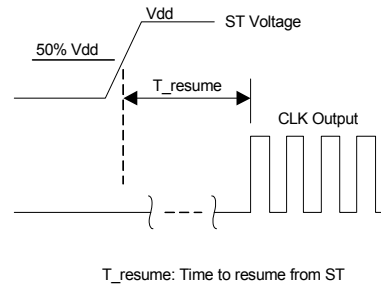 Vdd
ST Voltage
50% Vdd
T_resume
CLK Output
T_resume: Time to resume from ST